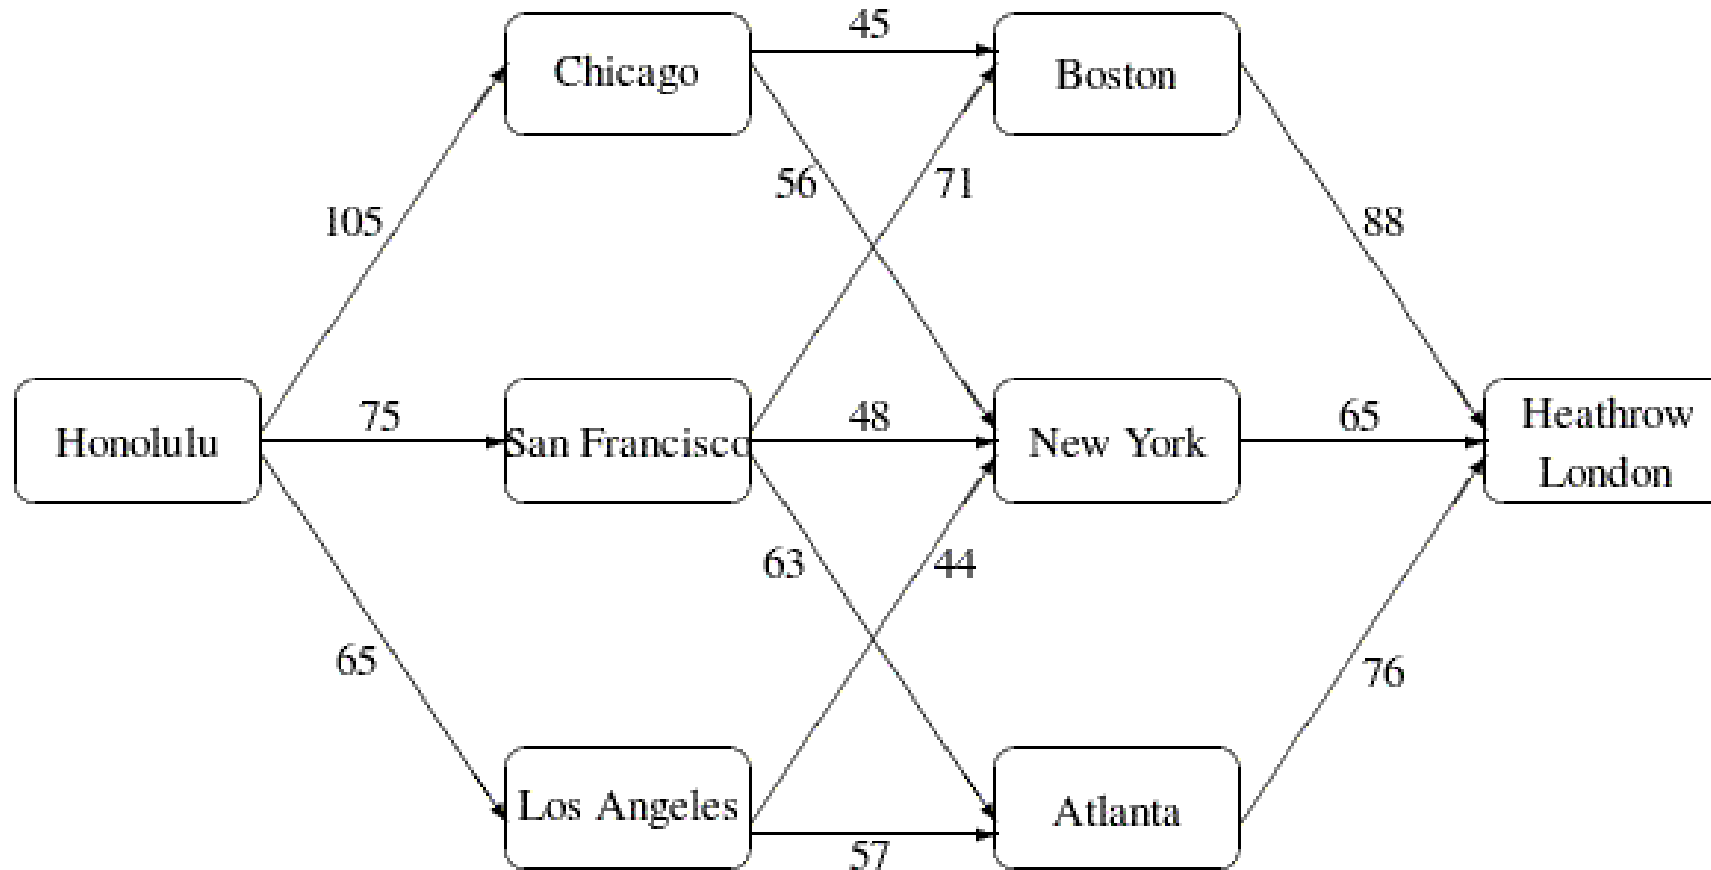 45
Chicago
Boston
56
71
105
88
75
48
65
Honolulu
San Francisco
New York
Heathrow
London
63
44
65
76
Los Angeles
Atlanta
57